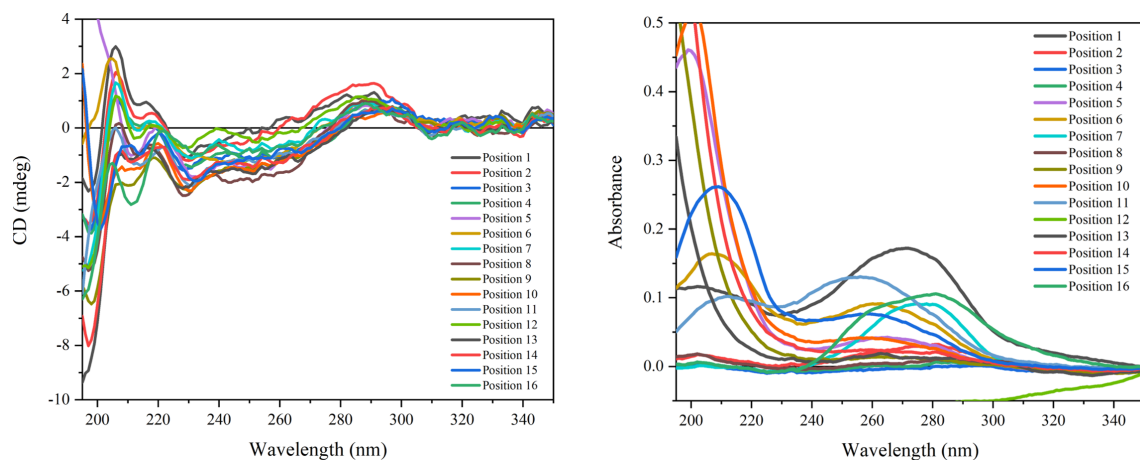 4
2
0
-2
-4
-6
-8
-10
200 220 240 260 280 300 320 340
CD (mdeg)
Wavelength (nm)
Position 1
Position 2
Position 3
Position 4
Position 5
Position 6
Position 7
Position 8
Position 9
Position 10
Position 11
Position 12
Position 13
Position 14
Position 15
Position 16
0.5
0.4
0.3
0.2
0.1
0.0
200 220 240 260 280 300 320 340
Absorbance
Wavelength (nm)
Position 1
Position 2
Position 3
Position 4
Position 5
Position 6
Position 7
Position 8
Position 9
Position 10
Position 11
Position 12
Position 13
Position 14
Position 15
Position 16